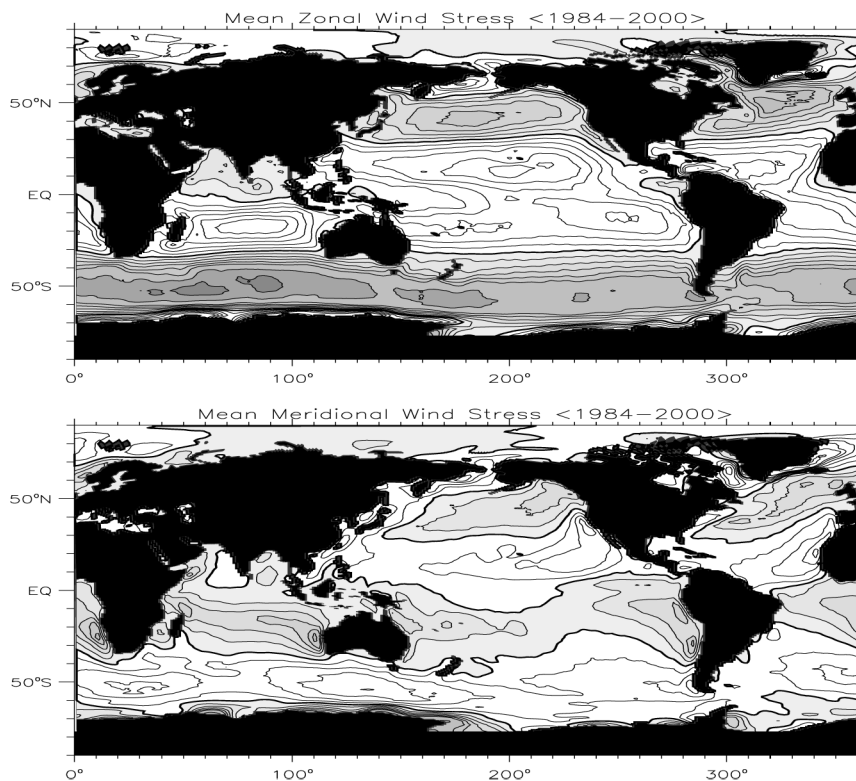 Mean Zonal Wind Stress <1984-2000>
50°N
EQ
50°S
0° 100° 200° 300°
Mean Meridional Wind Stress <1984-2000>
50°N
EQ
50°S
0° 100° 200° 300°